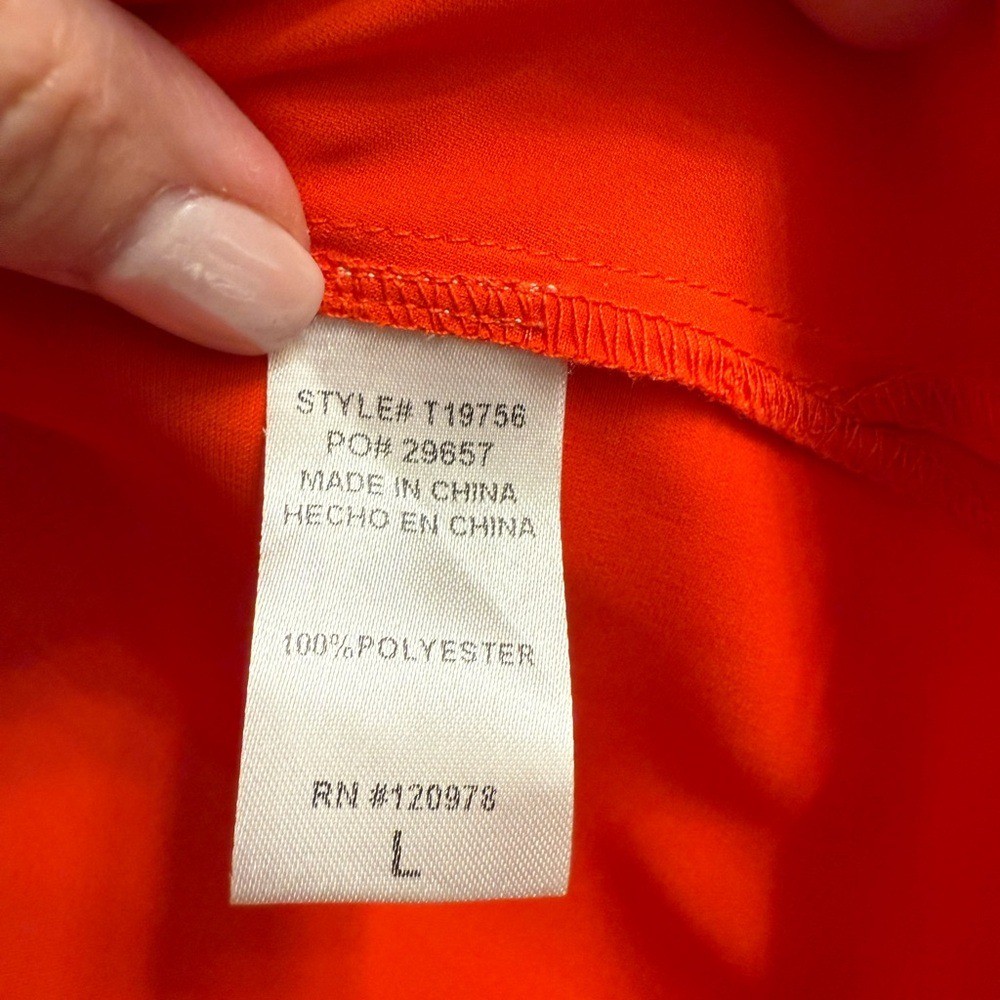 STYLE# T19756
PO# 29657
MADE IN CHINA
HECHO EN CHINA
100%POLYESTER
RN #120978
L